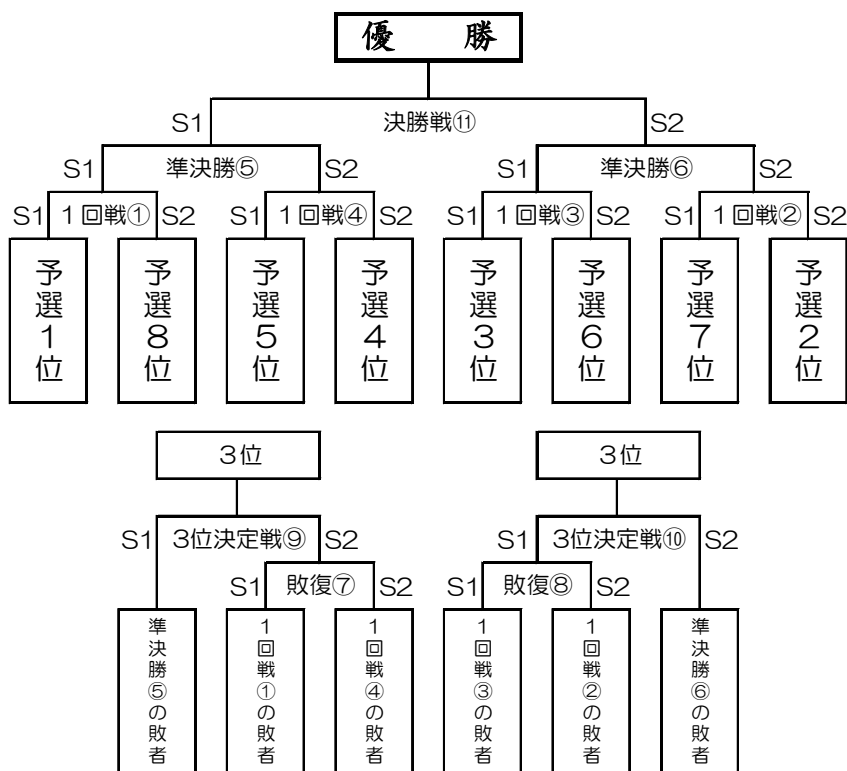 優 勝
S1 決勝戦⑪ S2
S1 準決勝⑤ S2 S1 準決勝⑥ S2
S1 1回戦① S2 S1 1回戦④ S2 S1 1回戦③ S2 S1 1回戦② S2
予選1位
予選8位
予選5位
予選4位
予選3位
予選6位
予選7位
予選2位
3位 3位
S1 3位決定戦⑨ S2 S1 3位決定戦⑩ S2
S1 敗復⑦ S2 S1 敗復⑧ S2
準決勝⑤の敗者
1回戦①の敗者
1回戦④の敗者
1回戦③の敗者
1回戦②の敗者
準決勝⑥の敗者